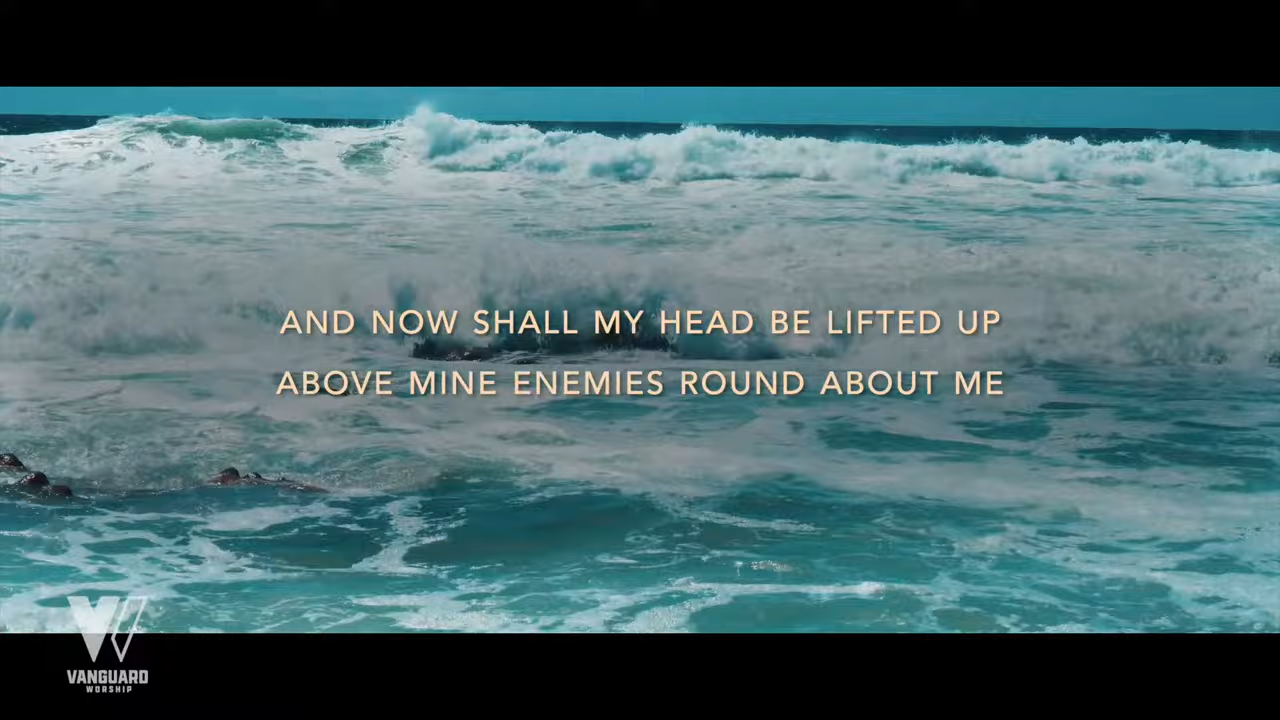 AND NOW SHALL MY HEAD BE LIFTED UP
ABOVE MINE ENEMIES ROUND ABOUT ME
VANGUARD
WORSHIP